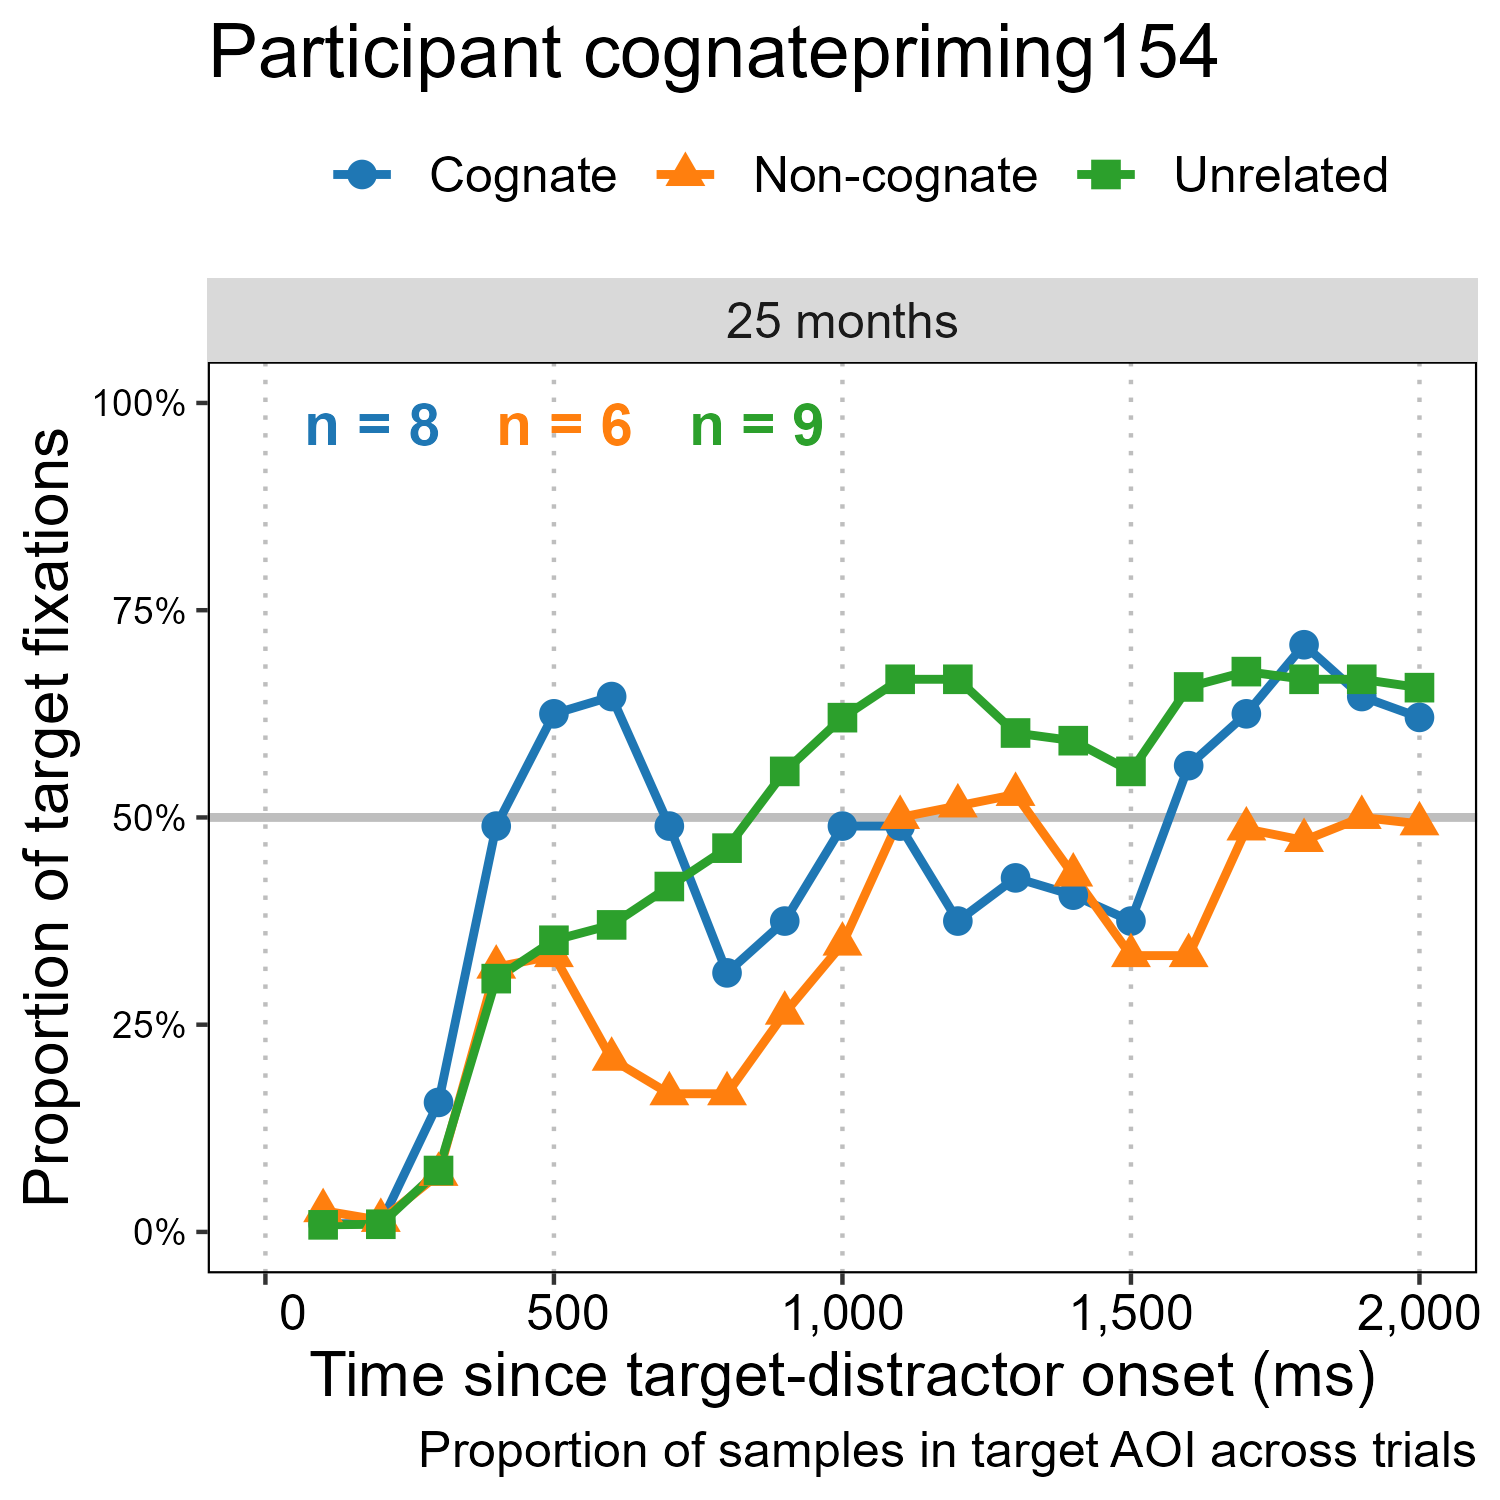 Participant cognatepriming154
Cognate Non-cognate Unrelated
25 months
n = 8 n = 6 n = 9
100%
75%
50%
25%
0%
Proportion of target fixations
0 500 1,000 1,500 2,000
Time since target-distractor onset (ms)
Proportion of samples in target AOI across trials